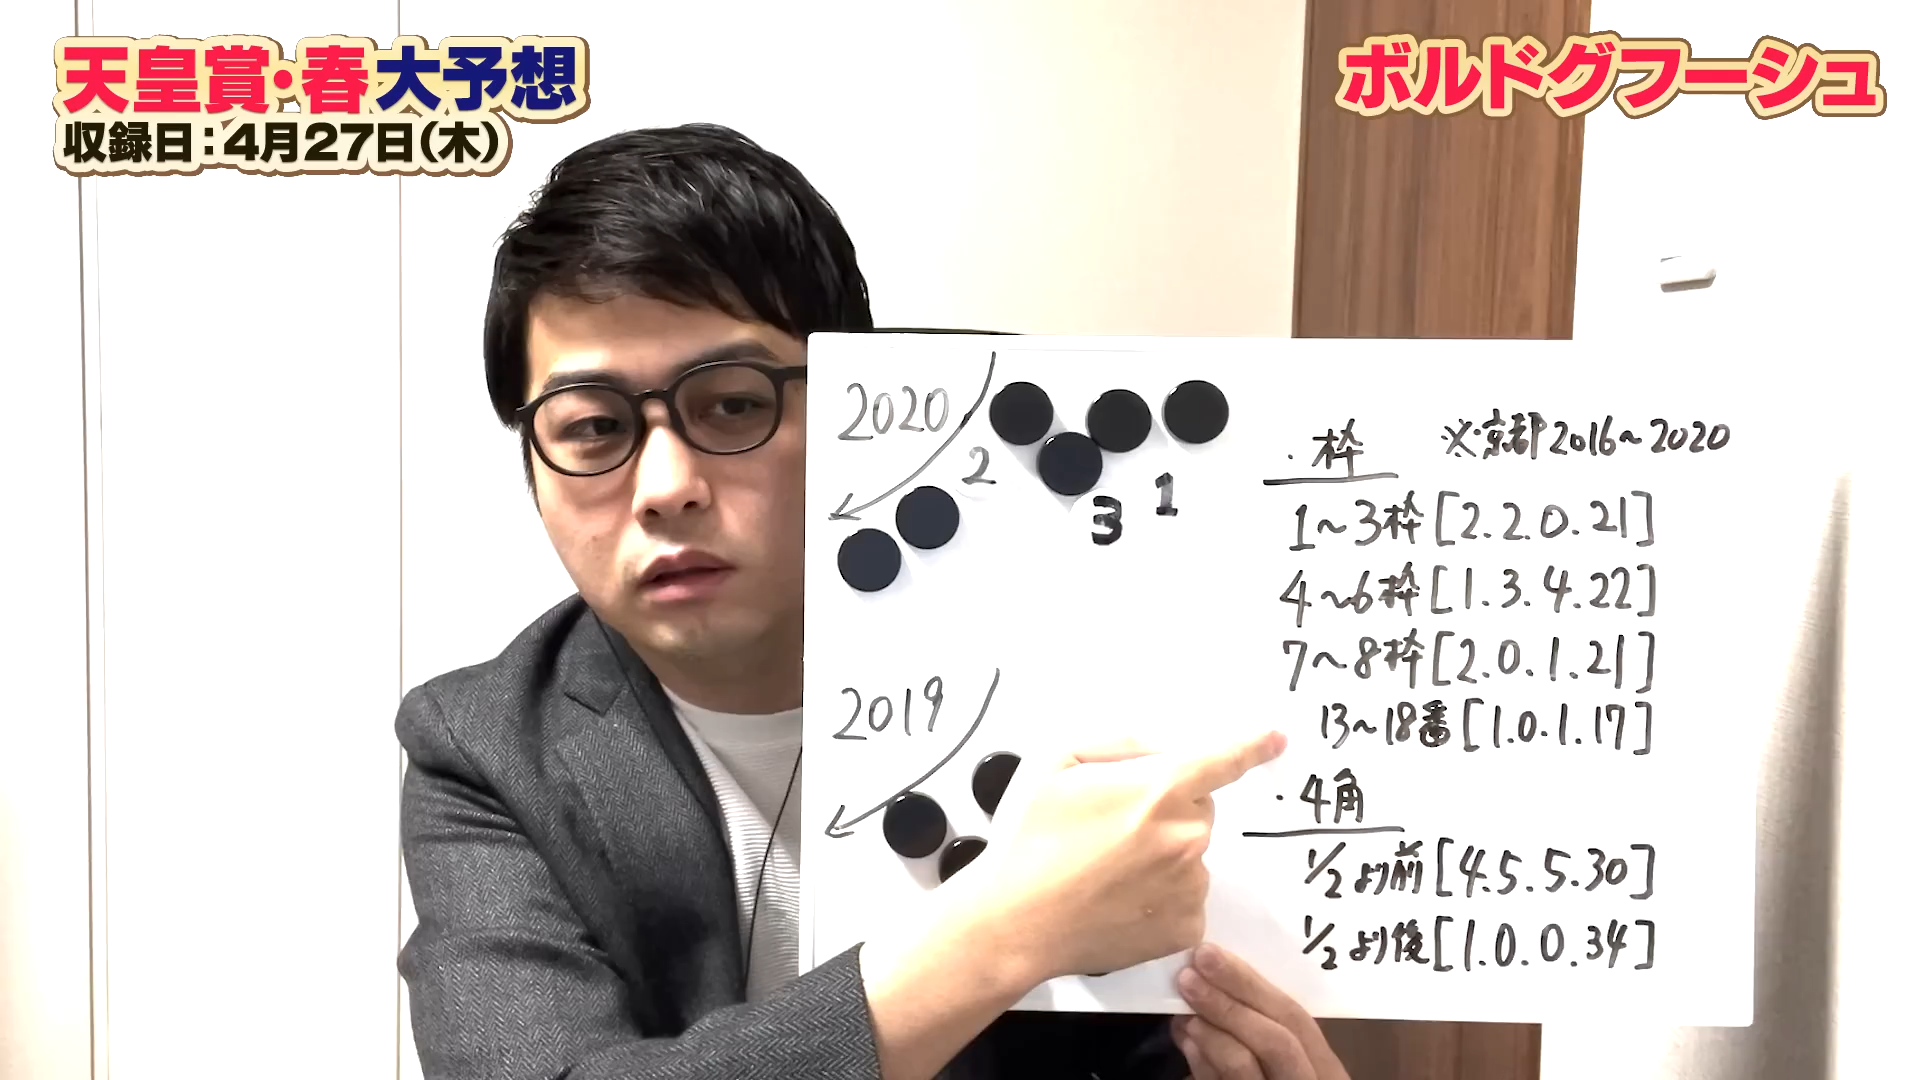 天皇賞・春大予想
収録日：4月27日（木）
ボルドグフーシュ
2020
2
3
1
2019
・枠
※京都2016〜2020
1〜3枠[2.2.0.21]
4〜6枠[1.3.4.22]
7〜8枠[2.0.1.21]
13〜18番[1.0.1.17]
・4角
1/2より前[4.5.5.30]
1/2より後[1.0.0.34]